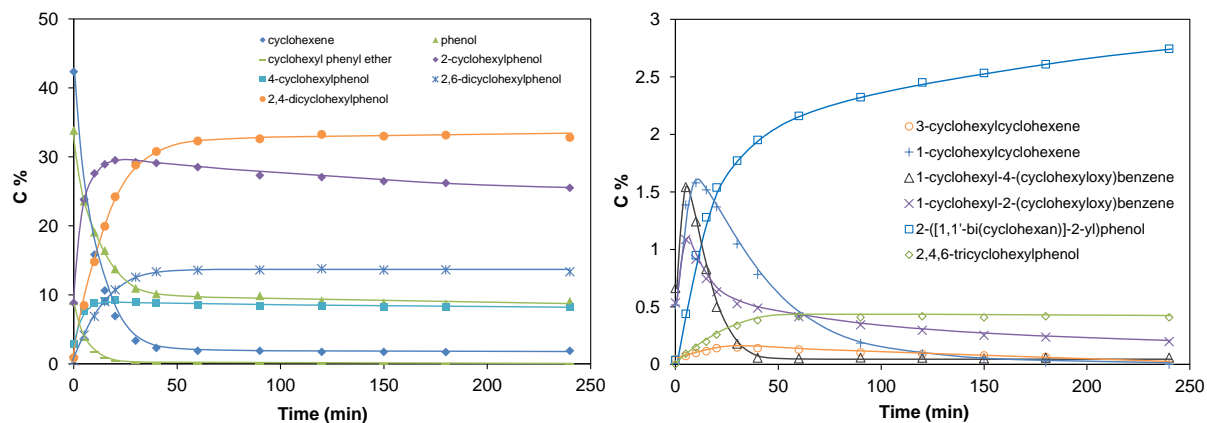 50
40
30
20
10
0
C %
cyclohexene
phenol
cyclohexyl phenyl ether
2-cyclohexylphenol
4-cyclohexylphenol
2,6-dicyclohexylphenol
2,4-dicyclohexylphenol
0
50
100
150
200
250
Time (min)
3
2.5
2
1.5
1
0.5
0
C %
3-cyclohexylcyclohexene
1-cyclohexylcyclohexene
1-cyclohexyl-4-(cyclohexyloxy)benzene
1-cyclohexyl-2-(cyclohexyloxy)benzene
2-([1,1'-bi(cyclohexan)]-2-yl)phenol
2,4,6-tricyclohexylphenol
0
50
100
150
200
250
Time (min)